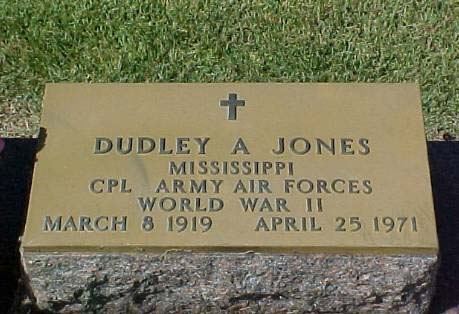 DUDLEY A JONES
MISSISSIPPI
CPL ARMY AIR FORCES
WORLD WAR II
MARCH 8 1919 APRIL 25 1971